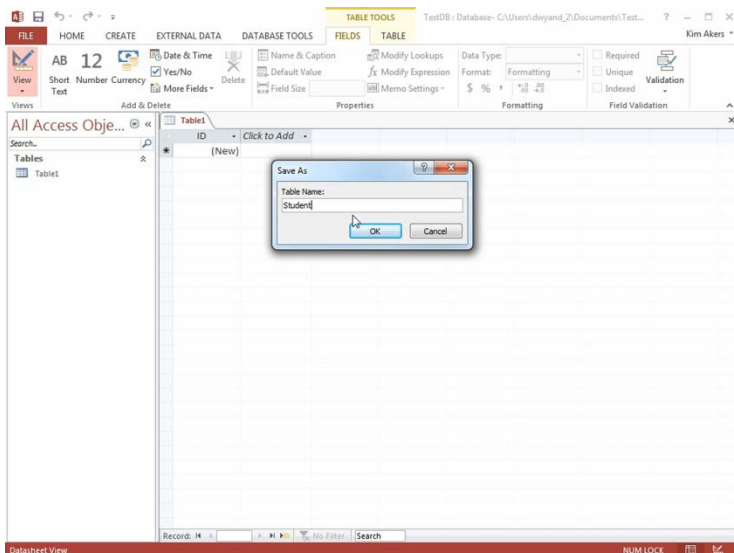 TABLE TOOLS
TestDB : Database- C:\Users\dwyand_2\Documents\Test...
?
FILE HOME CREATE EXTERNAL DATA DATABASE TOOLS FIELDS TABLE
Kim Akers
View
AB Short Text
12 Number
Currency
Date & Time
Yes/No
More Fields
Delete
Name & Caption
Default Value
Field Size
Modify Lookups
fx Modify Expression
ab Memo Settings
Data Type:
Format: Formatting
$ % ,
Required
Unique
Indexed
Validation
Views Add & Delete Properties Formatting Field Validation
All Access Obje...
Search...
Tables
Table1
Table1
ID Click to Add
(New)
Save As
Table Name:
Student
OK Cancel
Record: No Filter Search
Datasheet View
NUM LOCK